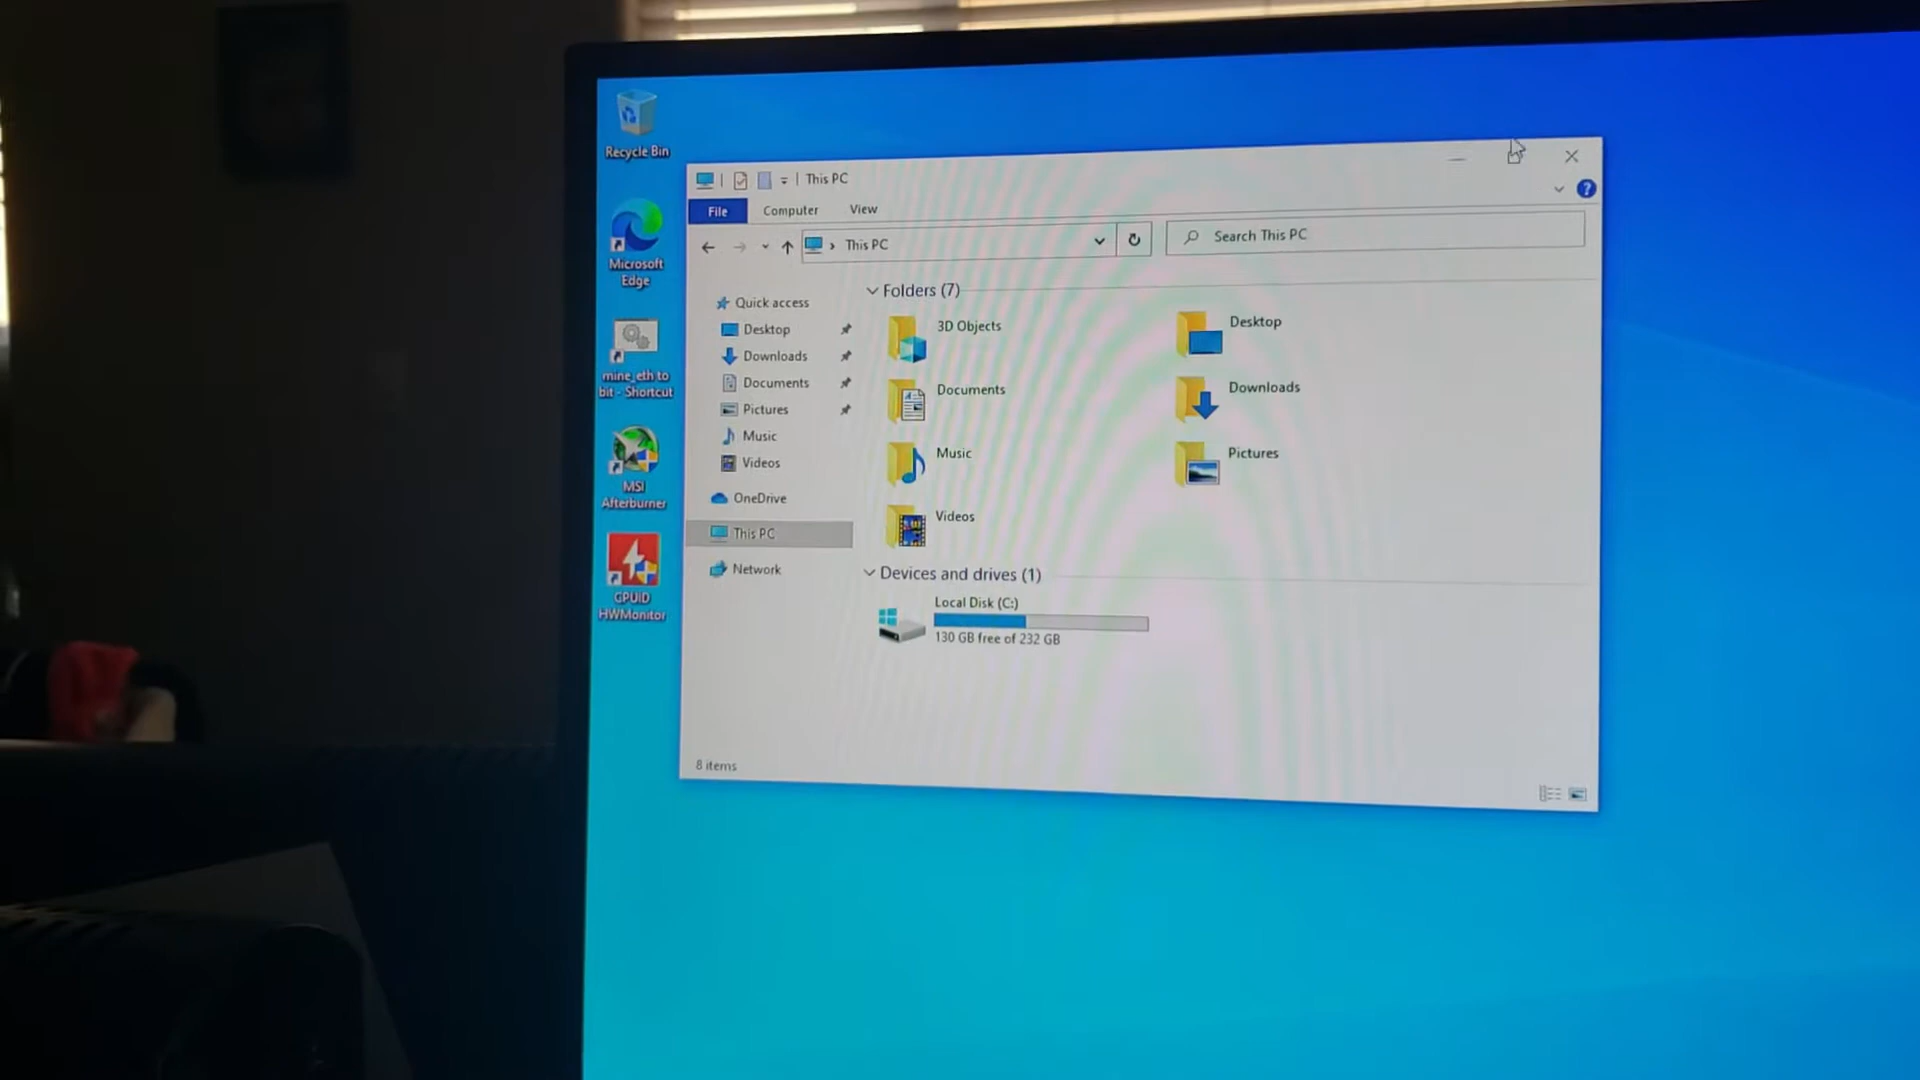 Recycle Bin
Microsoft
Edge
mine_eth to
bit - Shortcut
MSI
Afterburner
CPUID
HWMonitor
This PC
File
Computer
View
This PC
Search This PC
Quick access
Desktop
Downloads
Documents
Pictures
Music
Videos
OneDrive
This PC
Network
Folders (7)
3D Objects
Desktop
Documents
Downloads
Music
Pictures
Videos
Devices and drives (1)
Local Disk (C:)
130 GB free of 232 GB
8 items